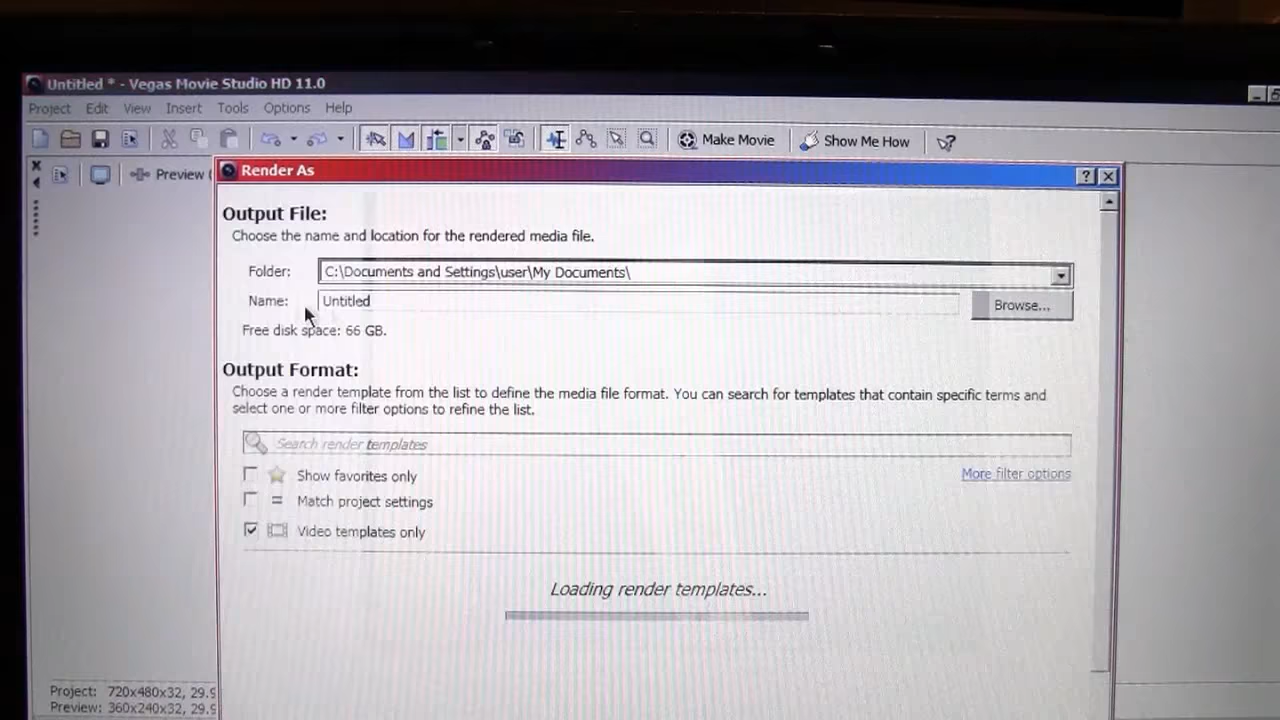 Untitled * - Vegas Movie Studio HD 11.0
Project Edit View Insert Tools Options Help
Make Movie Show Me How
Preview (
Render As
Output File:
Choose the name and location for the rendered media file.
Folder: C:\Documents and Settings\user\My Documents\
Name: Untitled
Browse...
Free disk space: 66 GB.
Output Format:
Choose a render template from the list to define the media file format. You can search for templates that contain specific terms and
select one or more filter options to refine the list.
Search render templates
Show favorites only
More filter options
Match project settings
Video templates only
Loading render templates...
Project: 720x480x32, 29.9
Preview: 360x240x32, 29.9